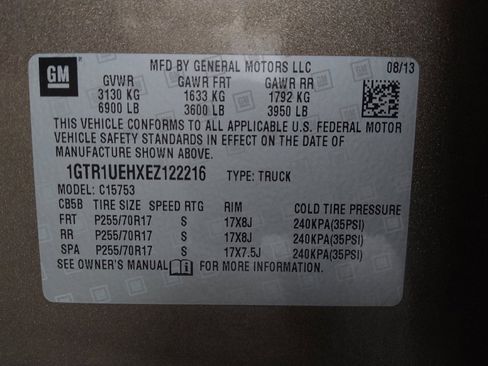 GM
MFD BY GENERAL MOTORS LLC 08/13
GVWR GAWR FRT GAWR RR
3130 KG 1633 KG 1792 KG
6900 LB 3600 LB 3950 LB
THIS VEHICLE CONFORMS TO ALL APPLICABLE U.S. FEDERAL MOTOR
VEHICLE SAFETY STANDARDS IN EFFECT ON THE DATE OF
MANUFACTURE SHOWN ABOVE.
1GTR1UEHXEZ122216 TYPE: TRUCK
MODEL: C15753
CB5B TIRE SIZE SPEED RTG RIM COLD TIRE PRESSURE
FRT P255/70R17 S 17X8J 240KPA(35PSI)
RR P255/70R17 S 17X8J 240KPA(35PSI)
SPA P255/70R17 S 17X7.5J 240KPA(35PSI)
SEE OWNER'S MANUAL FOR MORE INFORMATION.